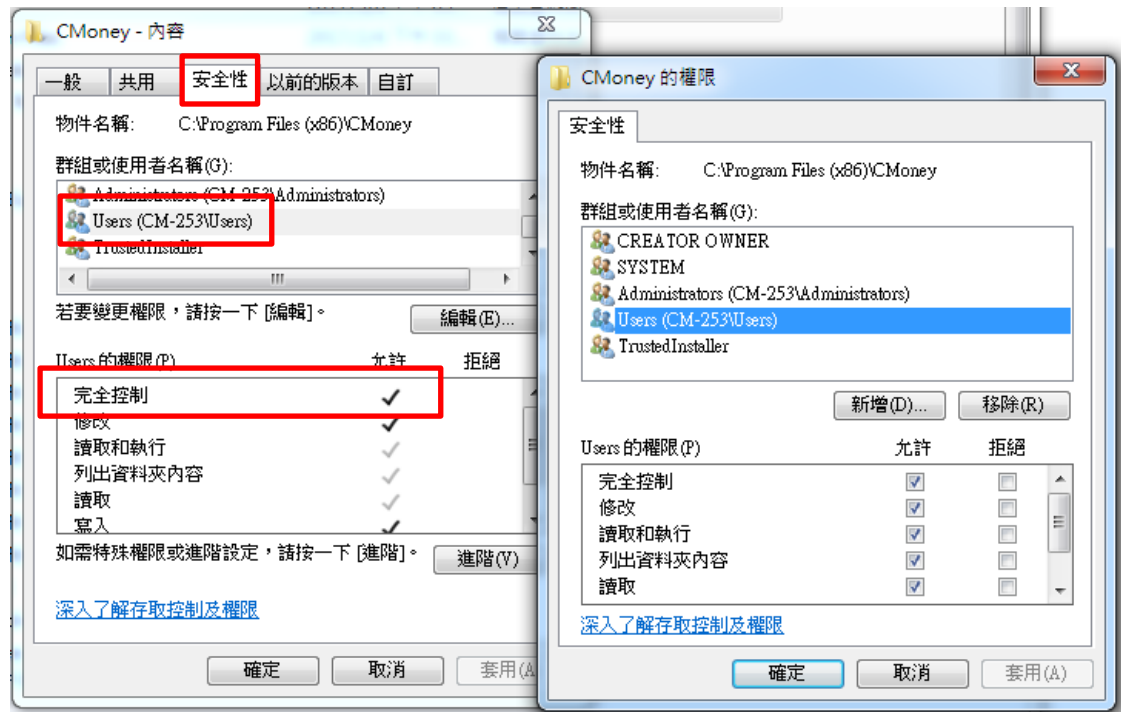 CMoney - 內容
一般 共用 安全性 以前的版本 自訂
物件名稱: C:\Program Files (x86)\CMoney
群組或使用者名稱(G):
Administrators (CM-253\Administrators)
Users (CM-253\Users)
TrustedInstaller
若要變更權限，請按一下 [編輯]。
編輯(E)...
Users 的權限(P) 允許 拒絕
完全控制
修改
讀取和執行
列出資料夾內容
讀取
寫入
如需特殊權限或進階設定，請按一下 [進階]。
進階(V)
深入了解存取控制及權限
確定 取消 套用(A
CMoney 的權限
安全性
物件名稱: C:\Program Files (x86)\CMoney
群組或使用者名稱(G):
CREATOR OWNER
SYSTEM
Administrators (CM-253\Administrators)
Users (CM-253\Users)
TrustedInstaller
新增(D)... 移除(R)
Users 的權限(P) 允許 拒絕
完全控制
修改
讀取和執行
列出資料夾內容
讀取
深入了解存取控制及權限
確定 取消 套用(A)